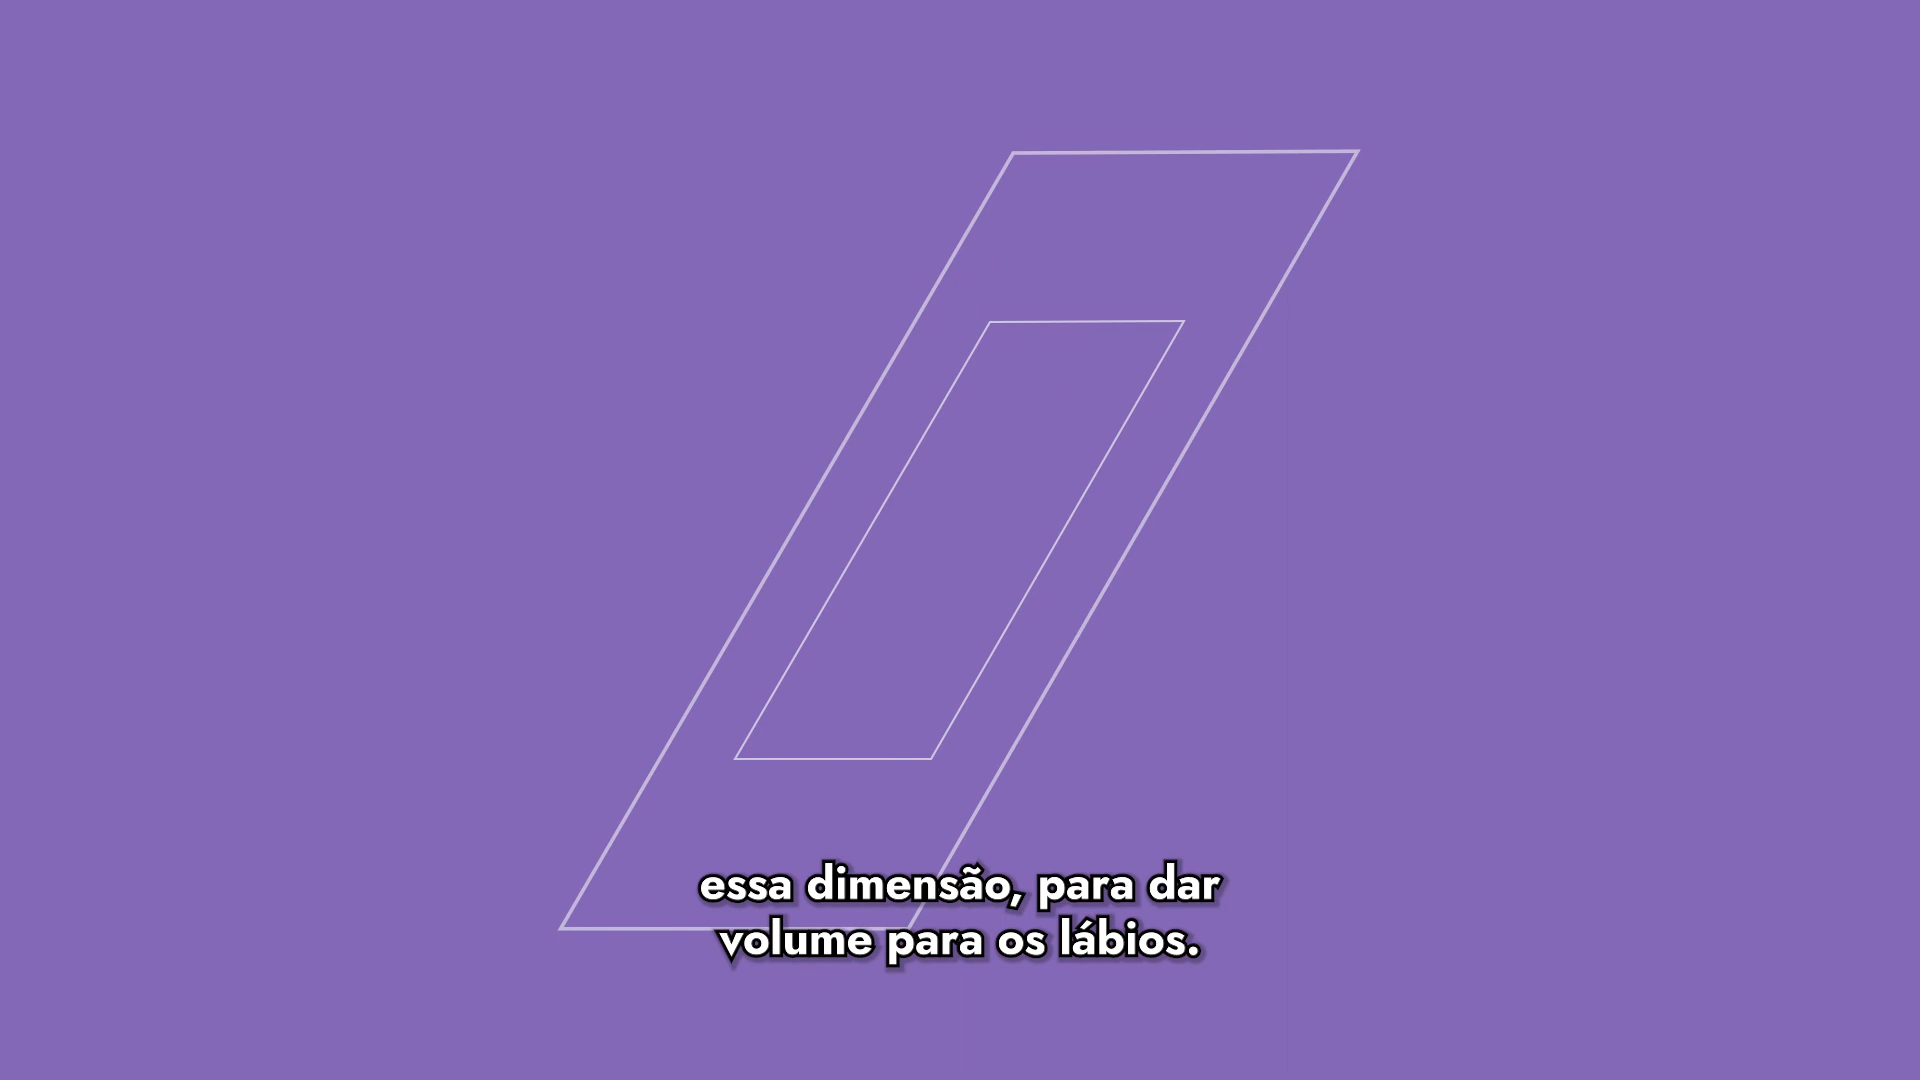 essa dimensão, para dar
volume para os lábios.